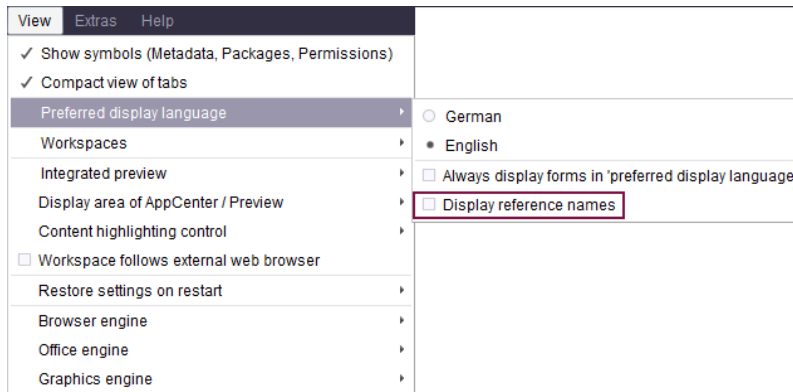 View Extras Help
Show symbols (Metadata, Packages, Permissions)
Compact view of tabs
Preferred display language
German
Workspaces
English
Integrated preview
Always display forms in 'preferred display language
Display area of AppCenter / Preview
Display reference names
Content highlighting control
Workspace follows external web browser
Restore settings on restart
Browser engine
Office engine
Graphics engine